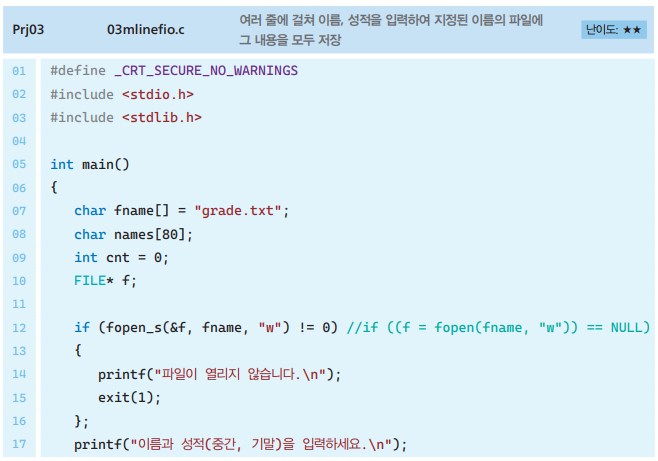 Prj03 03mlinefio.c 여러 줄에 걸쳐 이름, 성적을 입력하여 지정된 이름의 파일에 난이도: ★★
그 내용을 모두 저장
01 #define _CRT_SECURE_NO_WARNINGS
02 #include <stdio.h>
03 #include <stdlib.h>
04
05 int main()
06 {
07 char fname[] = "grade.txt";
08 char names[80];
09 int cnt = 0;
10 FILE* f;
11
12 if (fopen_s(&f, fname, "w") != 0) //if ((f = fopen(fname, "w")) == NULL)
13 {
14 printf("파일이 열리지 않습니다.\n");
15 exit(1);
16 };
17 printf("이름과 성적(중간, 기말)을 입력하세요.\n");